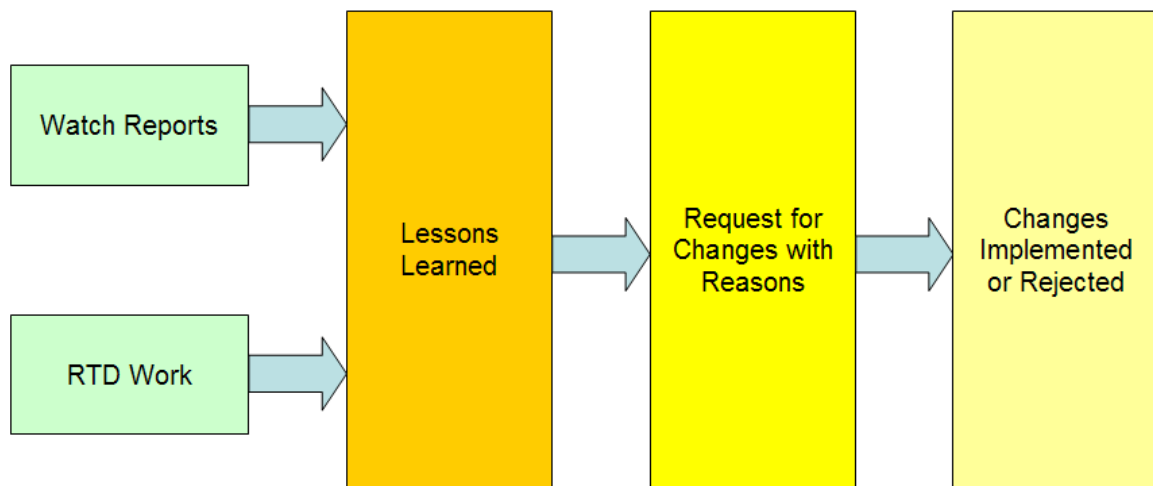 Watch Reports
RTD Work
Lessons
Learned
Request for
Changes with
Reasons
Changes
Implemented
or Rejected